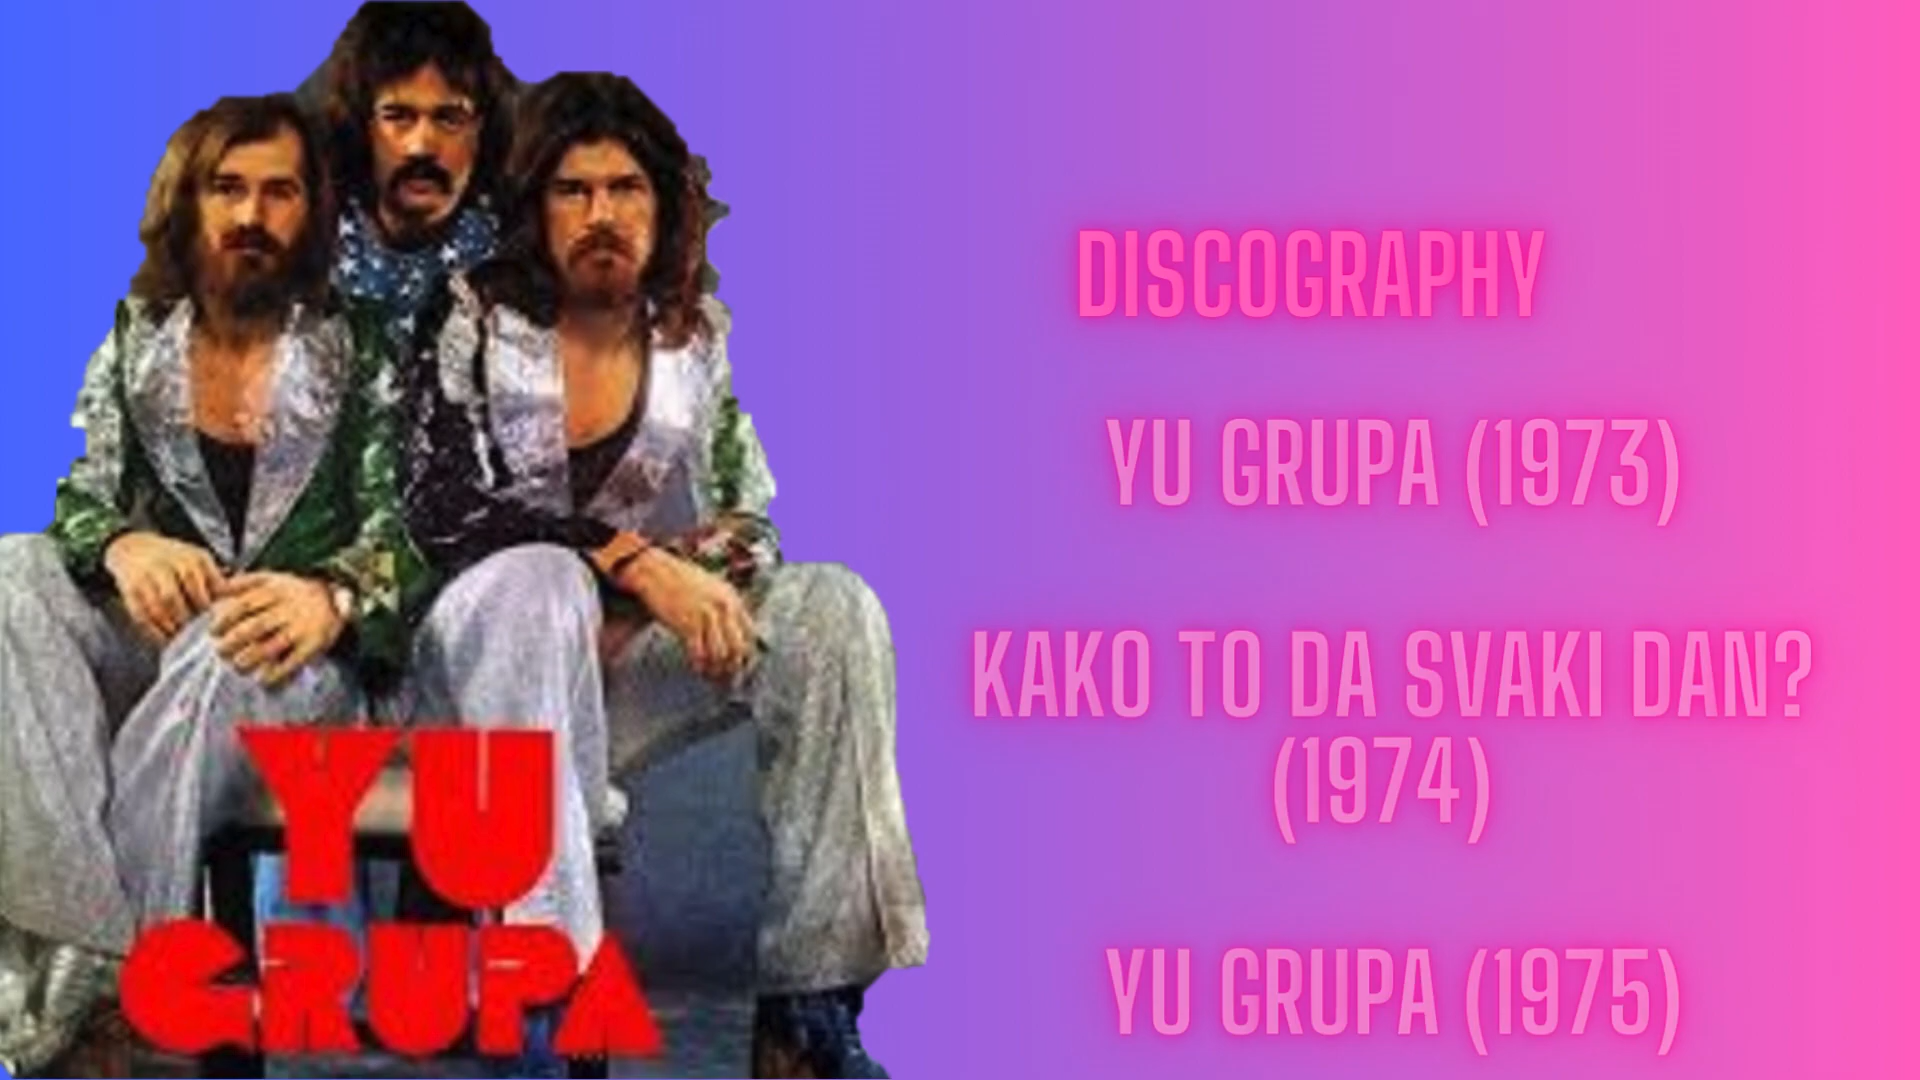 YU
GRUPA
DISCOGRAPHY
YU GRUPA (1973)
KAKO TO DA SVAKI DAN?
(1974)
YU GRUPA (1975)